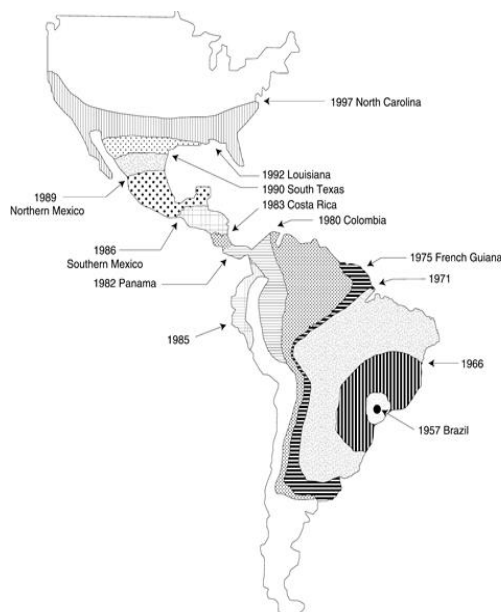 1997 North Carolina
1992 Louisiana
1990 South Texas
1989
Northern Mexico
1983 Costa Rica
1980 Colombia
1986
Southern Mexico
1975 French Guiana
1982 Panama
1971
1985
1966
1957 Brazil